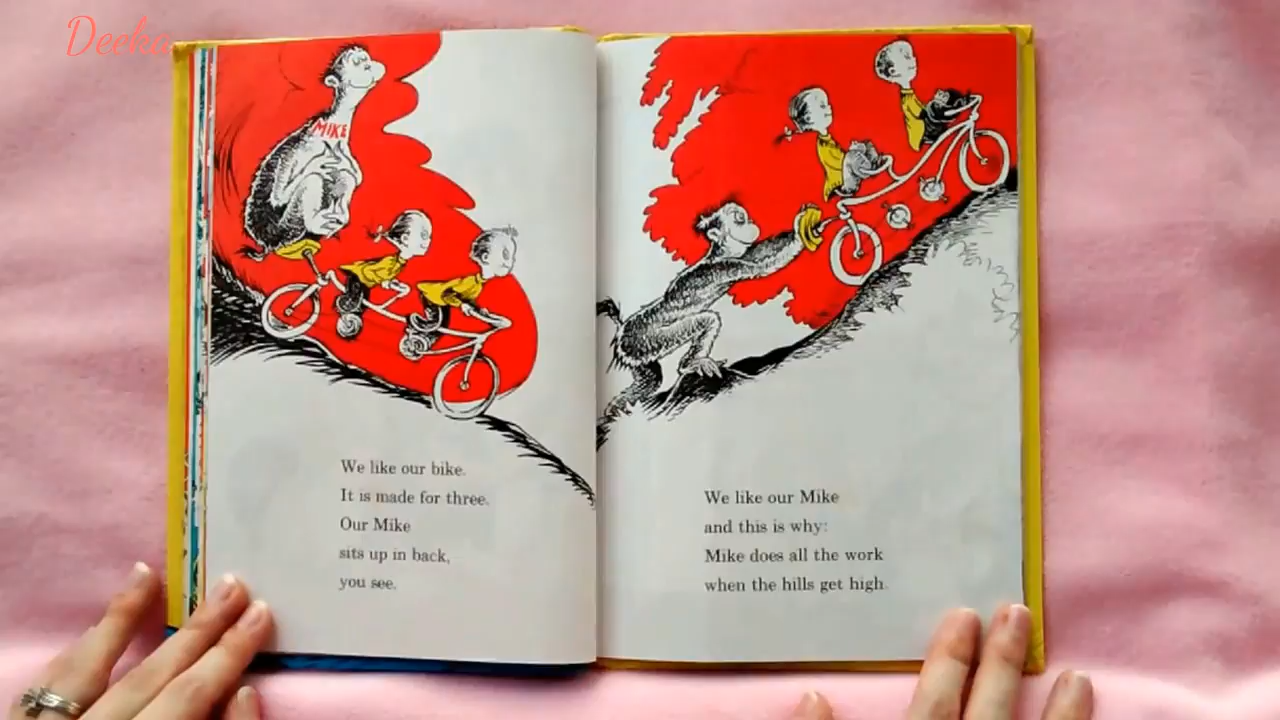 Deeka
MIKE
We like our bike.
It is made for three.
Our Mike
sits up in back,
you see.
We like our Mike
and this is why:
Mike does all the work
when the hills get high.